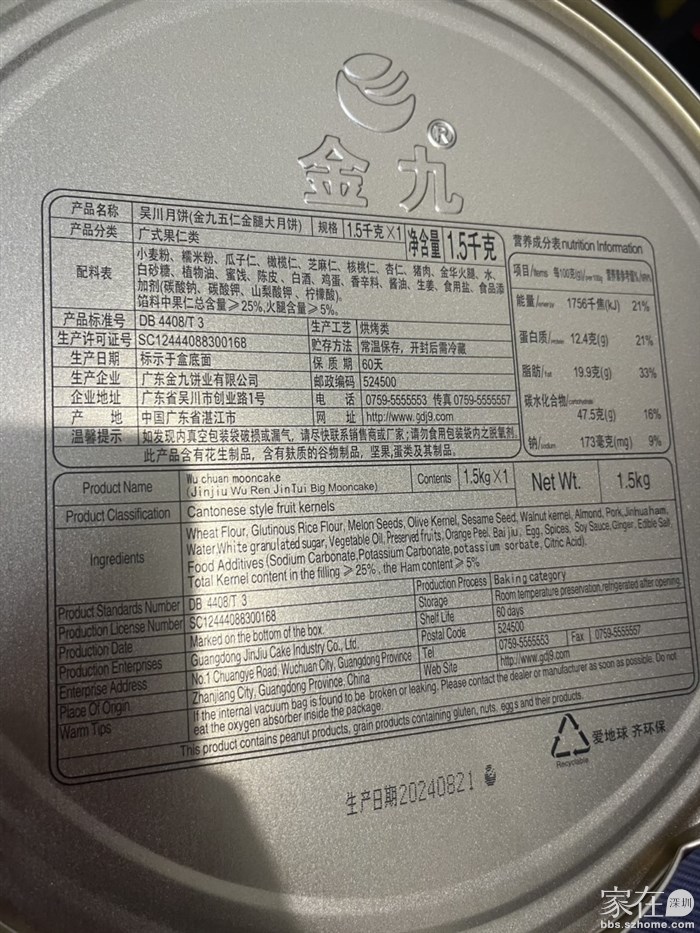 金九®
产品名称 吴川月饼(金九五仁金腿大月饼) 规格 1.5千克×1 净含量 1.5千克
产品分类 广式果仁类
配料表 小麦粉、糯米粉、瓜子仁、橄榄仁、芝麻仁、核桃仁、杏仁、猪肉、金华火腿、水、
白砂糖、植物油、蜜饯、陈皮、白酒、鸡蛋、香辛料、酱油、生姜、食用盐、食品添
加剂(碳酸钠、碳酸钾、山梨酸钾、柠檬酸)。
馅料中果仁总含量≥25%,火腿含量≥5%。
产品标准号 DB 4408/T 3 生产工艺 烘烤类
生产许可证号 SC12444088300168 贮存方法 常温保存，开封后需冷藏
生产日期 标示于盒底面 保质期 60天
生产企业 广东金九饼业有限公司 邮政编码 524500
企业地址 广东省吴川市创业路1号 电话 0759-5555553 传真 0759-5555557
产地 中国广东省湛江市 网址 http://www.gdj9.com
温馨提示 如发现内真空包装袋破损或漏气，请尽快联系销售商或厂家;请勿食用包装袋内之脱氧剂.
此产品含有花生制品，含有麸质的谷物制品，坚果,蛋类及其制品。
营养成分表nutrition Information
项目/Items 每100克(g)/per 100g 营养素参考值%/NRV%
能量/energy 1756千焦(kJ) 21%
蛋白质/protein 12.4克(g) 21%
脂肪/fat 19.9克(g) 33%
碳水化合物/carbohydrate 47.5克(g) 16%
钠/sodium 173毫克(mg) 9%
Product Name Wu chuan mooncake
(Jinjiu Wu Ren JinTui Big Mooncake) Contents 1.5kg×1 Net Wt. 1.5kg
Product Classification Cantonese style fruit kernels
Ingredients Wheat Flour, Glutinous Rice Flour, Melon Seeds, Olive Kernel, Sesame Seed, Walnut kernel, Almond, Pork, Jinhua ham,
Water,White granulated sugar, Vegetable Oil, Preserved fruits, Orange Peel, Bai jiu, Egg, Spices, Soy Sauce,Ginger, Edible Salt,
Food Additives (Sodium Carbonate,Potassium Carbonate,potassium sorbate, Citric Acid).
Total Kernel content in the filling ≥25%, the Ham content ≥5%
Product Standards Number DB 4408/T 3 Production Process Baking category
Production License Number SC12444088300168 Storage Room temperature preservation,refrigerated after opening.
Production Date Marked on the bottom of the box Shelf Life 60 days
Production Enterprises Guangdong JinJiu Cake Industry Co., Ltd. Postal Code 524500
Enterprise Address No.1 Chuangye Road, Wuchuan City, Guangdong Province Tel 0759-5555553 Fax 0759-5555557
Place Of Origin Zhanjiang City, Guangdong Province, China Web Site http://www.gdj9.com
Warm Tips If the internal vacuum bag is found to be broken or leaking. Please contact the dealer or manufacturer as soon as possible. Do not
eat the oxygen absorber inside the package.
This product contains peanut products, grain products containing gluten, nuts, eggs and their products.
Recyclable
爱地球 齐环保
生产日期20240821
家在深圳
bbs.szhome.com